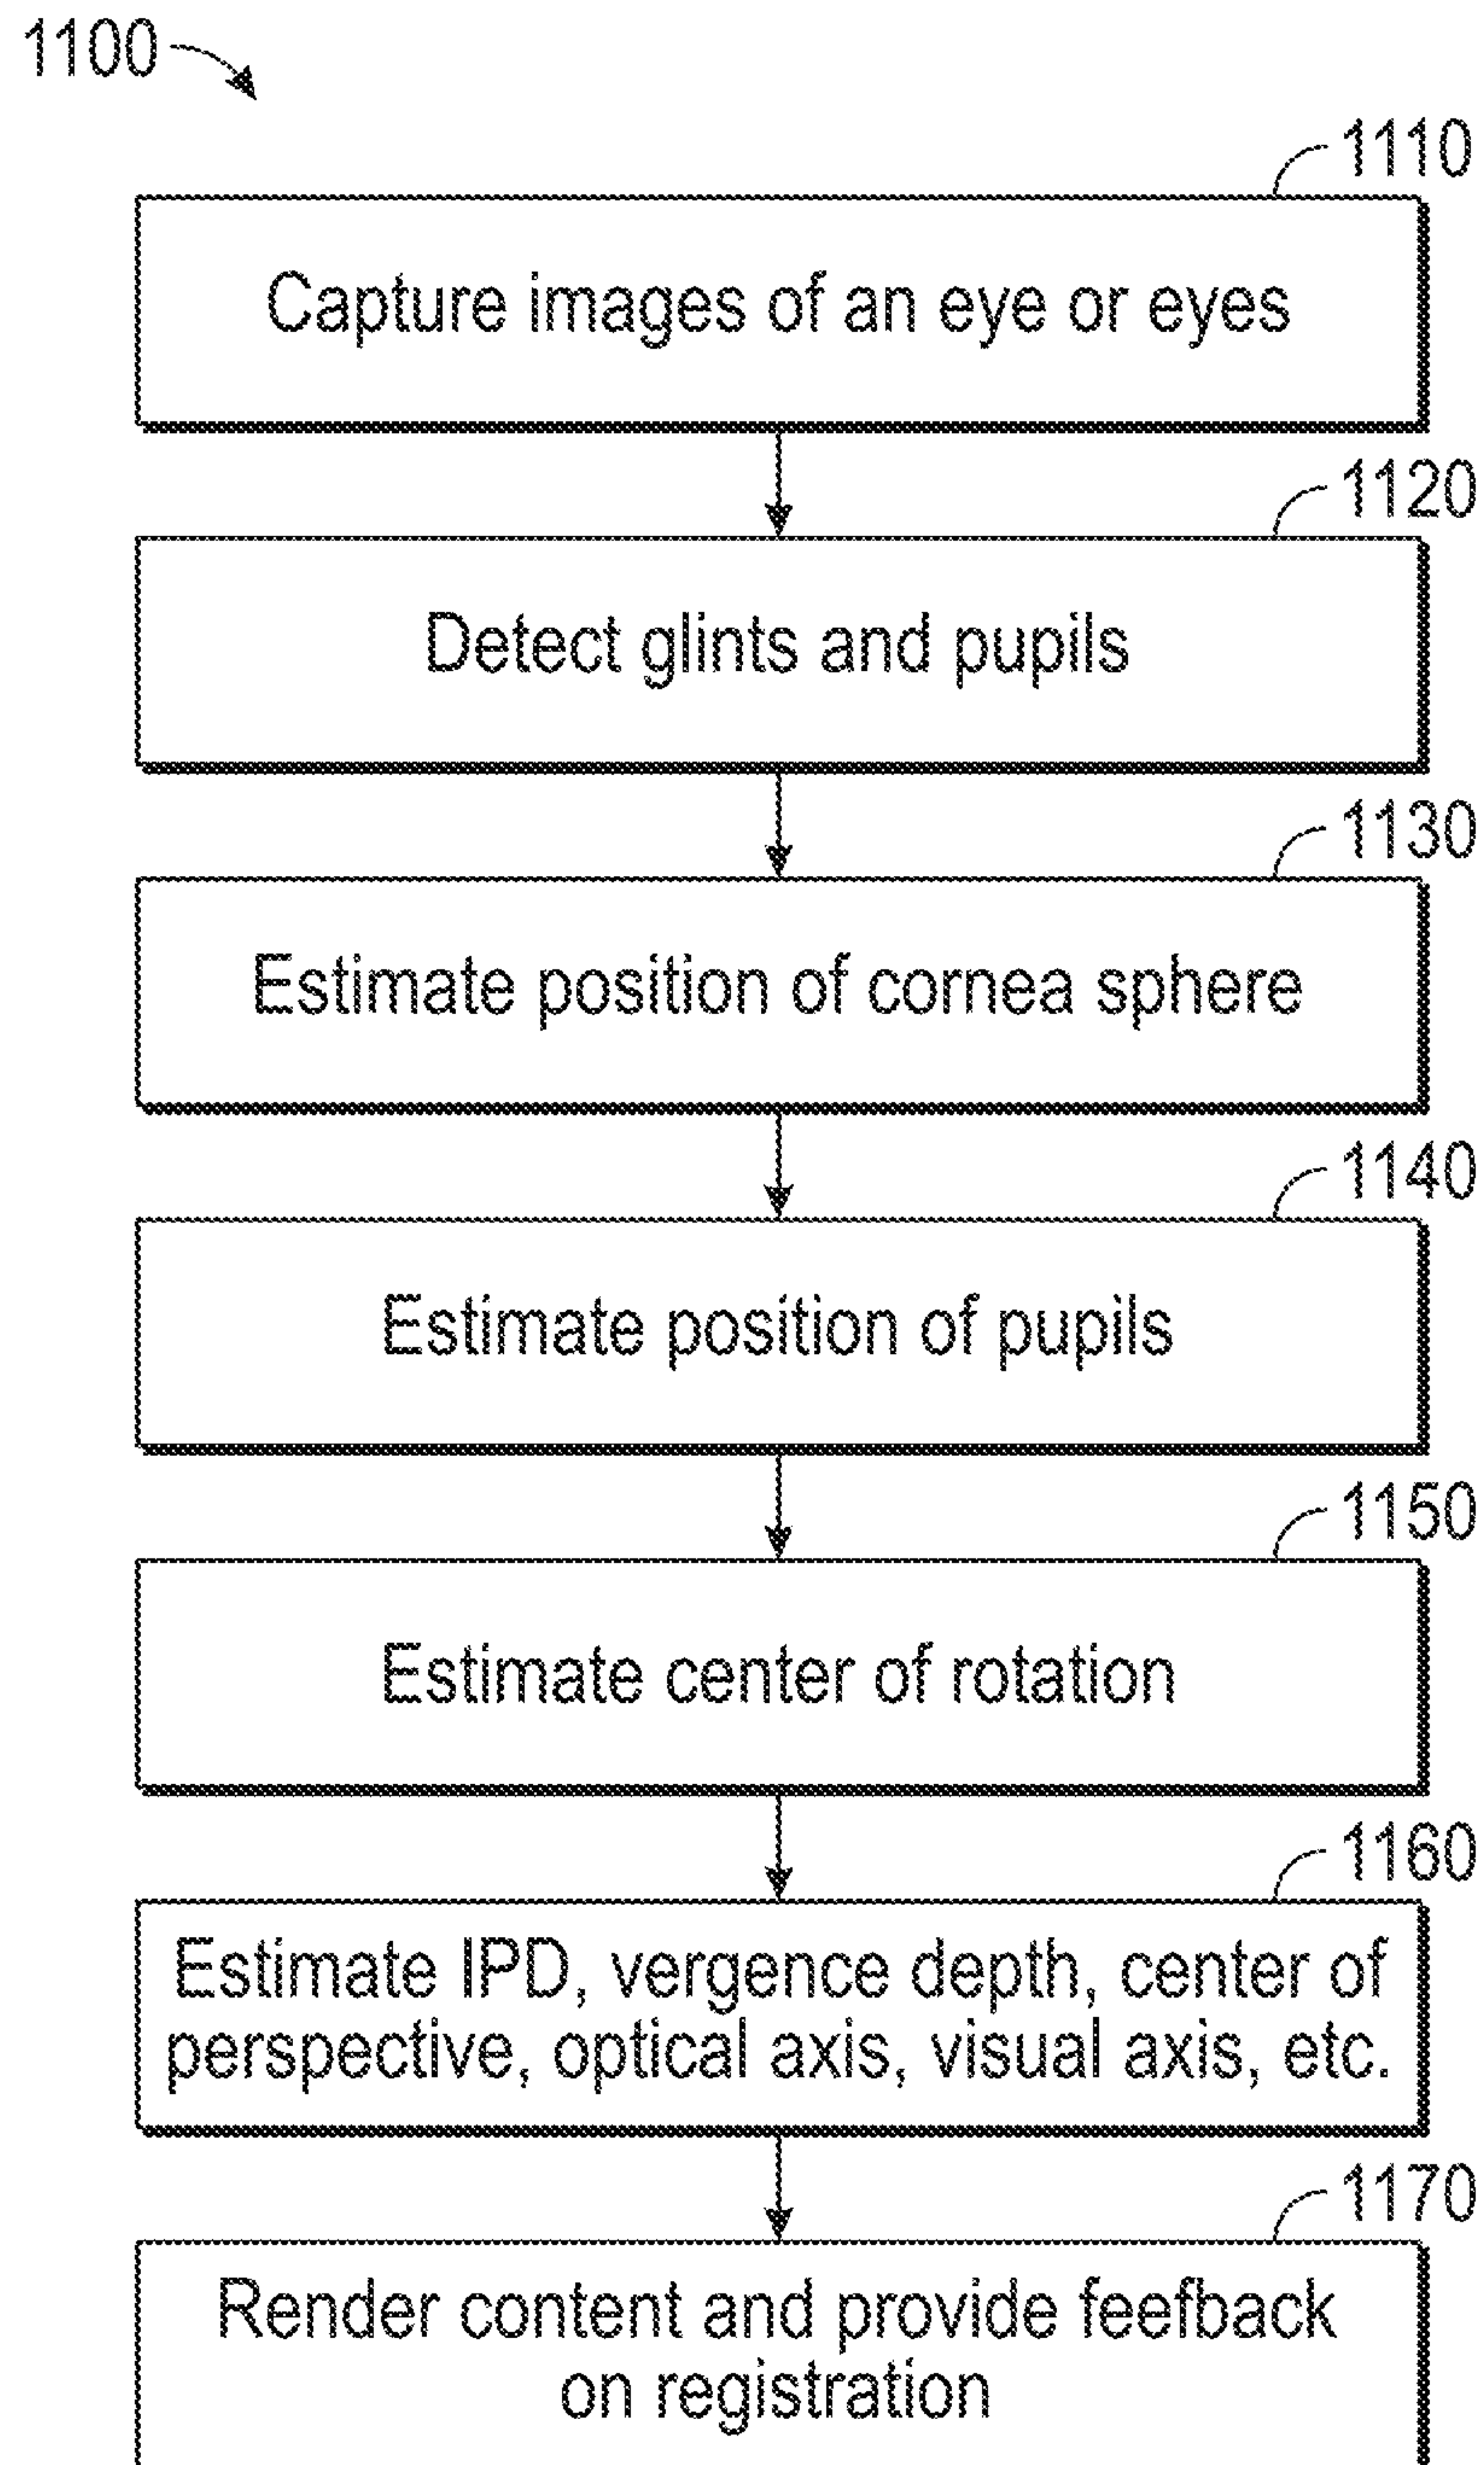 1100
1110
Capture images of an eye or eyes
1120
Detect glints and pupils
1130
Estimate position of cornea sphere
1140
Estimate position of pupils
1150
Estimate center of rotation
1160
Estimate IPD, vergence depth, center of
perspective, optical axis, visual axis, etc.
1170
Render content and provide feefback
on registration